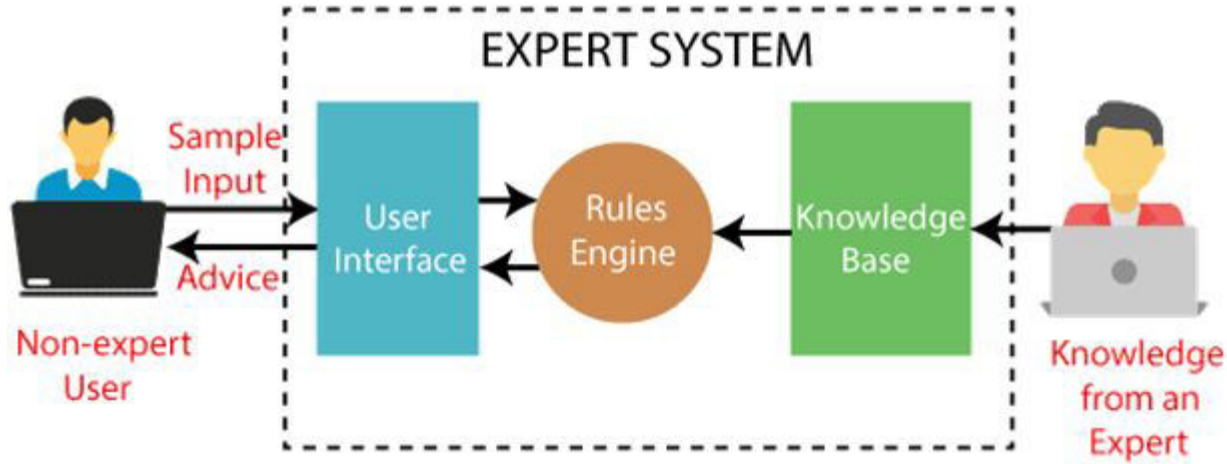 EXPERT SYSTEM
Sample
Input
Advice
Non-expert
User
User
Interface
Rules
Engine
Knowledge
Base
Knowledge
from an
Expert